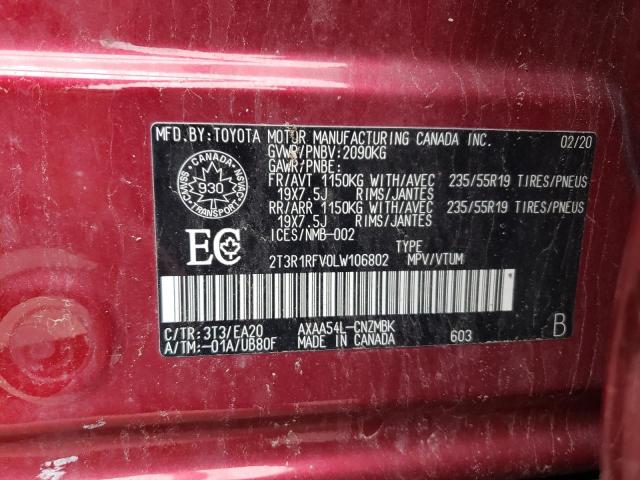 MFD.BY:TOYOTA MOTOR MANUFACTURING CANADA INC. 02/20
GVWR/PNBV:2090KG
GAWR/PNBE:
FR/AVT 1150KG WITH/AVEC 235/55R19 TIRES/PNEUS
19X7.5J RIMS/JANTES
RR/ARR 1150KG WITH/AVEC 235/55R19 TIRES/PNEUS
19X7.5J RIMS/JANTES
ICES/NMB-002
CANADA
CMVSS
NSVAC
930
TRANSPORT
EC
TYPE
2T3R1RFV0LW106802 MPV/VTUM
C/TR:3T3/EA20 AXAA54L-CNZMBK 603 B
A/TM:-01A/UB80F MADE IN CANADA